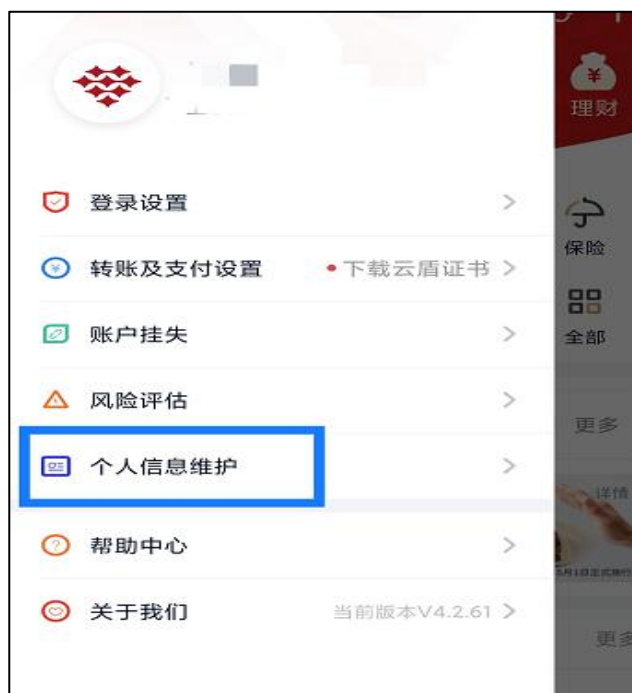 理财
登录设置
保险
转账及支付设置 下载云盾证书
账户挂失
全部
风险评估
更多
个人信息维护
详情
帮助中心
关于我们 当前版本V4.2.61
更多